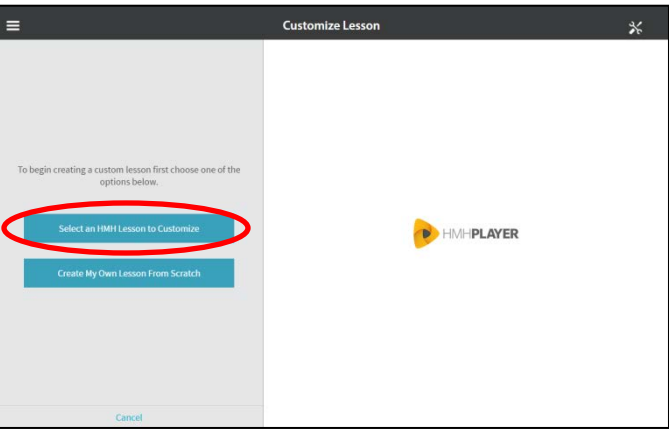 Customize Lesson
To begin creating a custom lesson first choose one of the
options below.
Select an HMH Lesson to Customize
Create My Own Lesson From Scratch
Cancel
HMHPLAYER